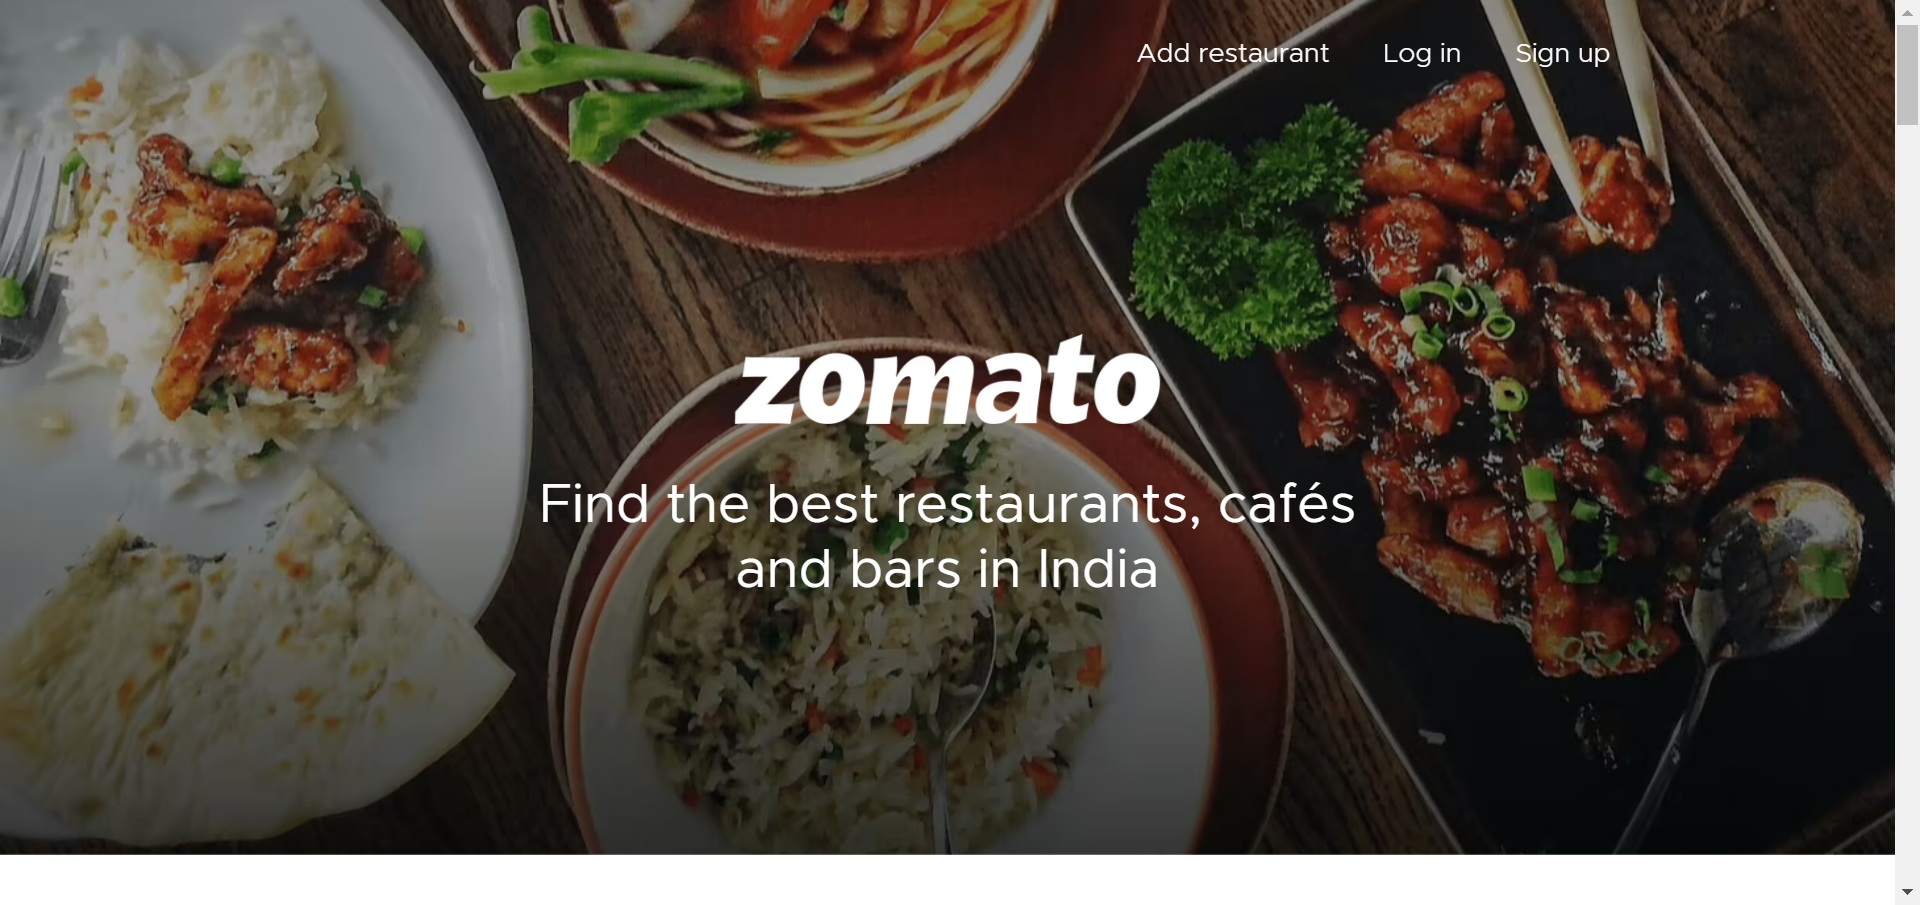 Add restaurant Log in Sign up
zomato
Find the best restaurants, cafés
and bars in India